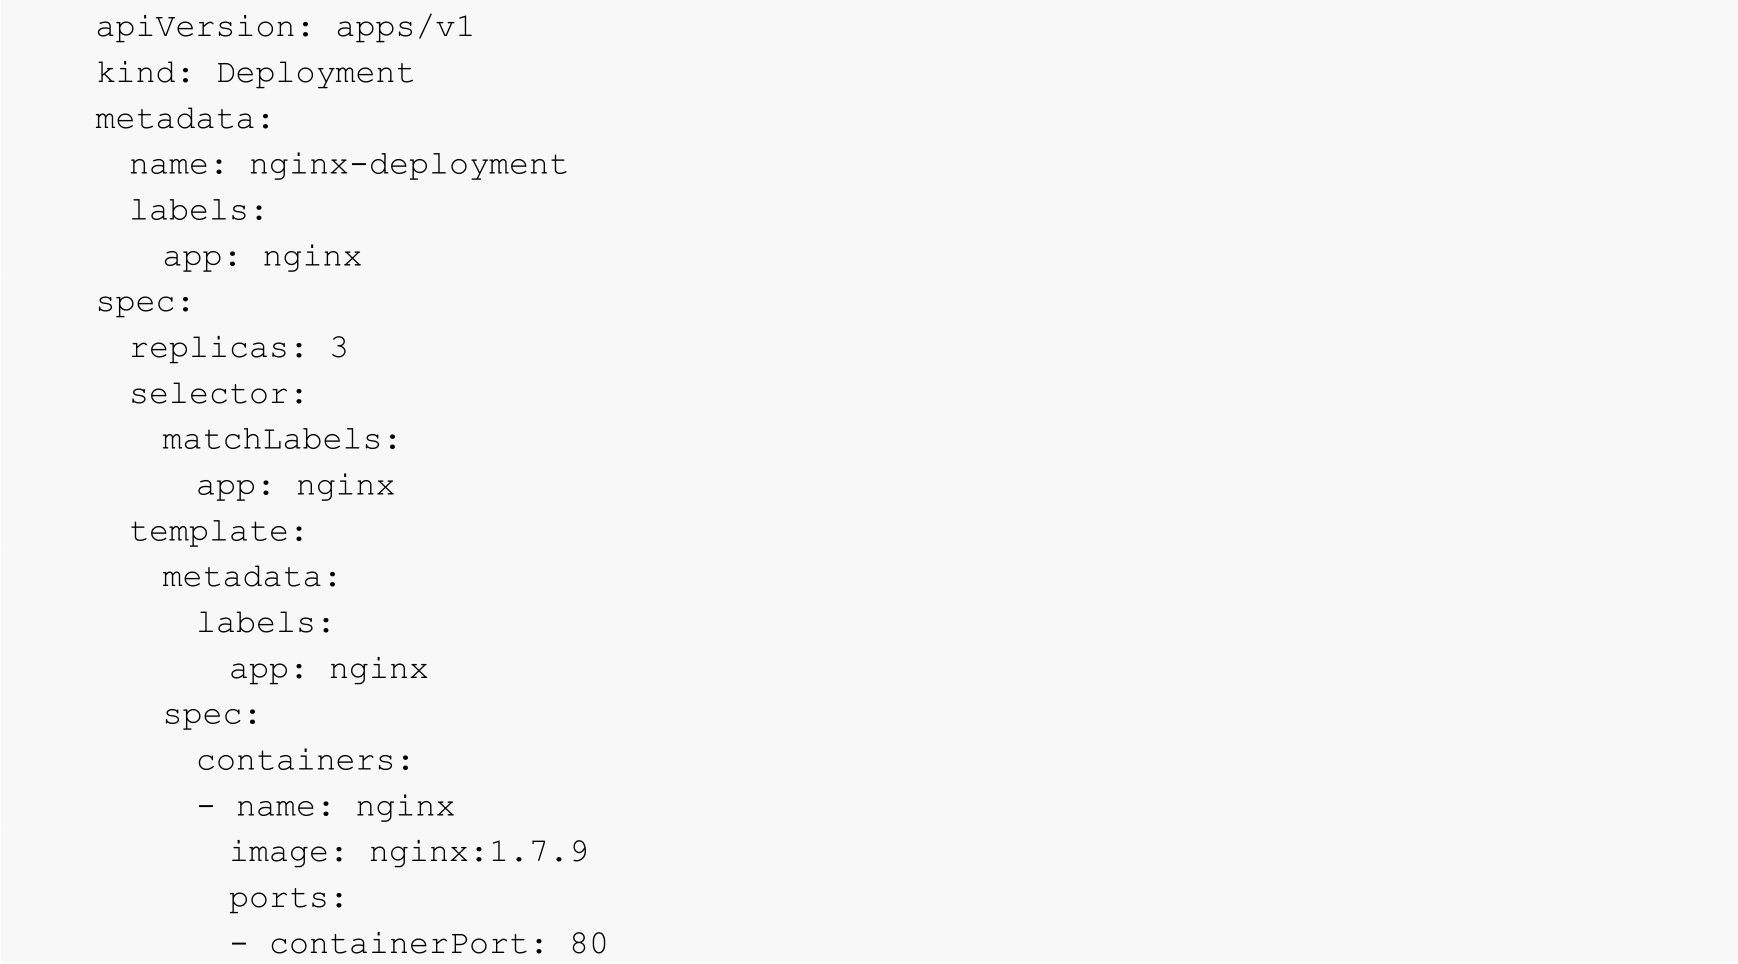 apiVersion: apps/v1
kind: Deployment
metadata:
  name: nginx-deployment
  labels:
    app: nginx
spec:
  replicas: 3
  selector:
    matchLabels:
      app: nginx
  template:
    metadata:
      labels:
        app: nginx
    spec:
      containers:
      - name: nginx
        image: nginx:1.7.9
        ports:
        - containerPort: 80